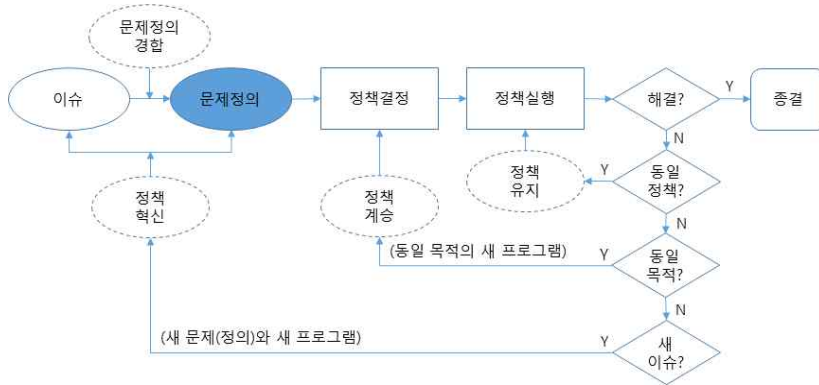 문제정의
경합
이슈
문제정의
정책결정
정책실행
해결?
Y
종결
N
정책
혁신
정책
계승
정책
유지
Y
동일
정책?
N
(동일 목적의 새 프로그램)
Y
동일
목적?
N
(새 문제(정의)와 새 프로그램)
Y
새
이슈?